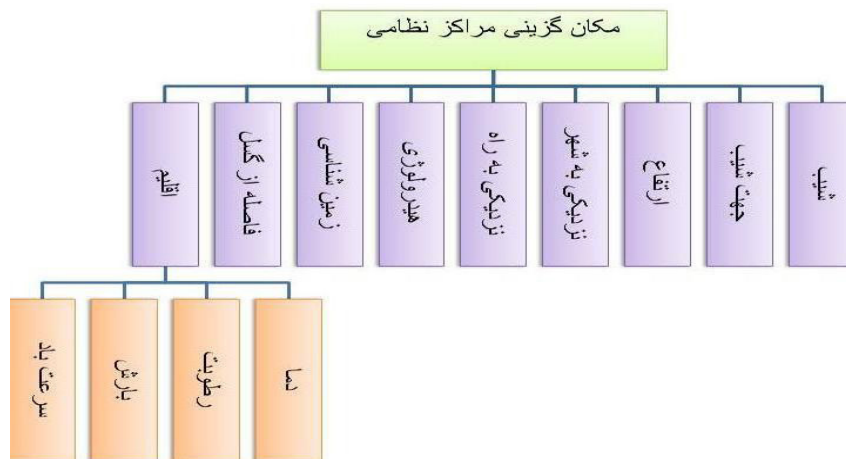 مکان گزینی مراکز نظامی
شیب
جهت شیب
ارتفاع
نزدیکی به شهر
نزدیکی به راه
هیدرولوژی
زمین شناسی
فاصله از گسل
اقلیم
دما
رطوبت
بارش
سرعت باد